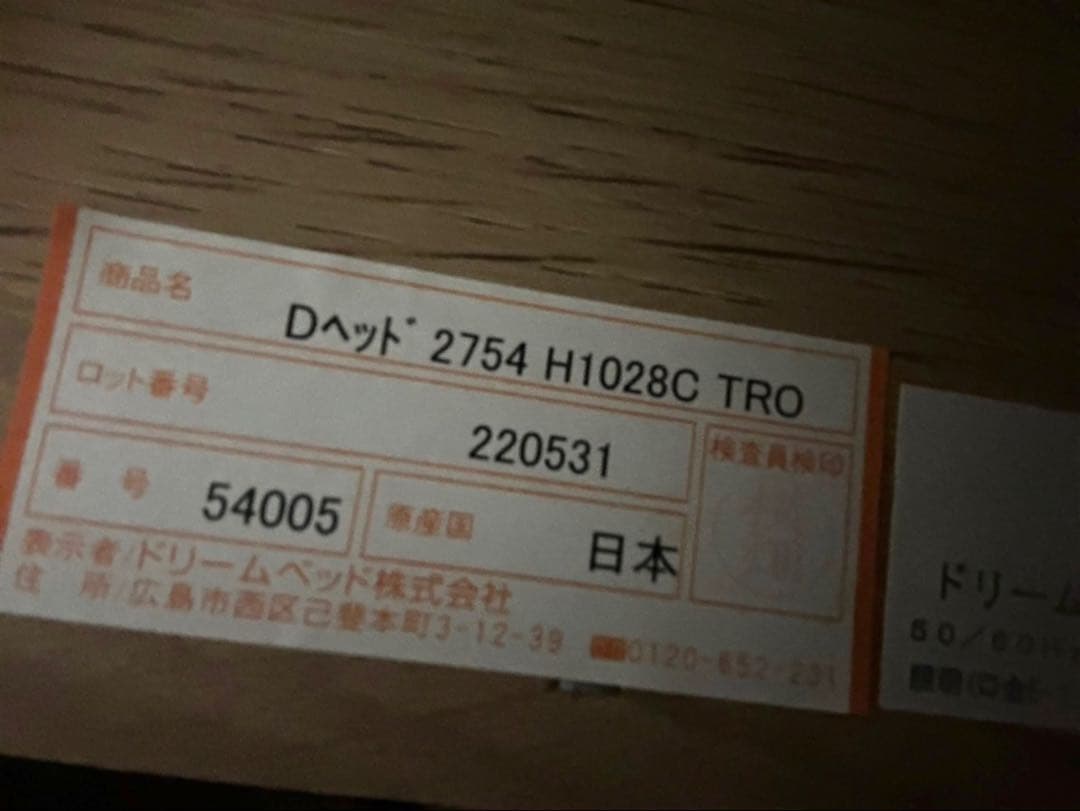 商品名
Dﾍｯﾄﾞ 2754 H1028C TRO
ロット番号
220531
検査員検印
番 号
54005
原産国
日本
表示者/ドリームベッド株式会社
住 所/広島市西区己斐本町3-12-39
0120-652-231
ドリーム
50/60H